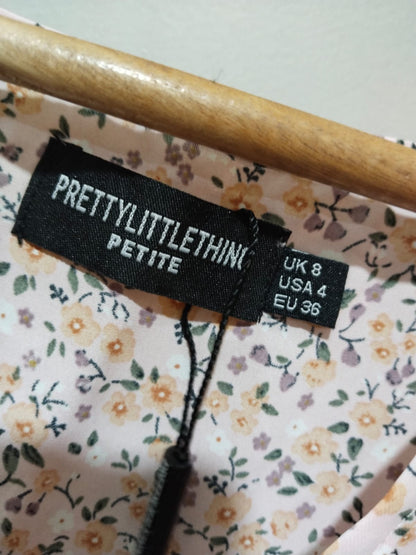 PRETTYLITTLETHING
PETITE
UK 8
USA 4
EU 36